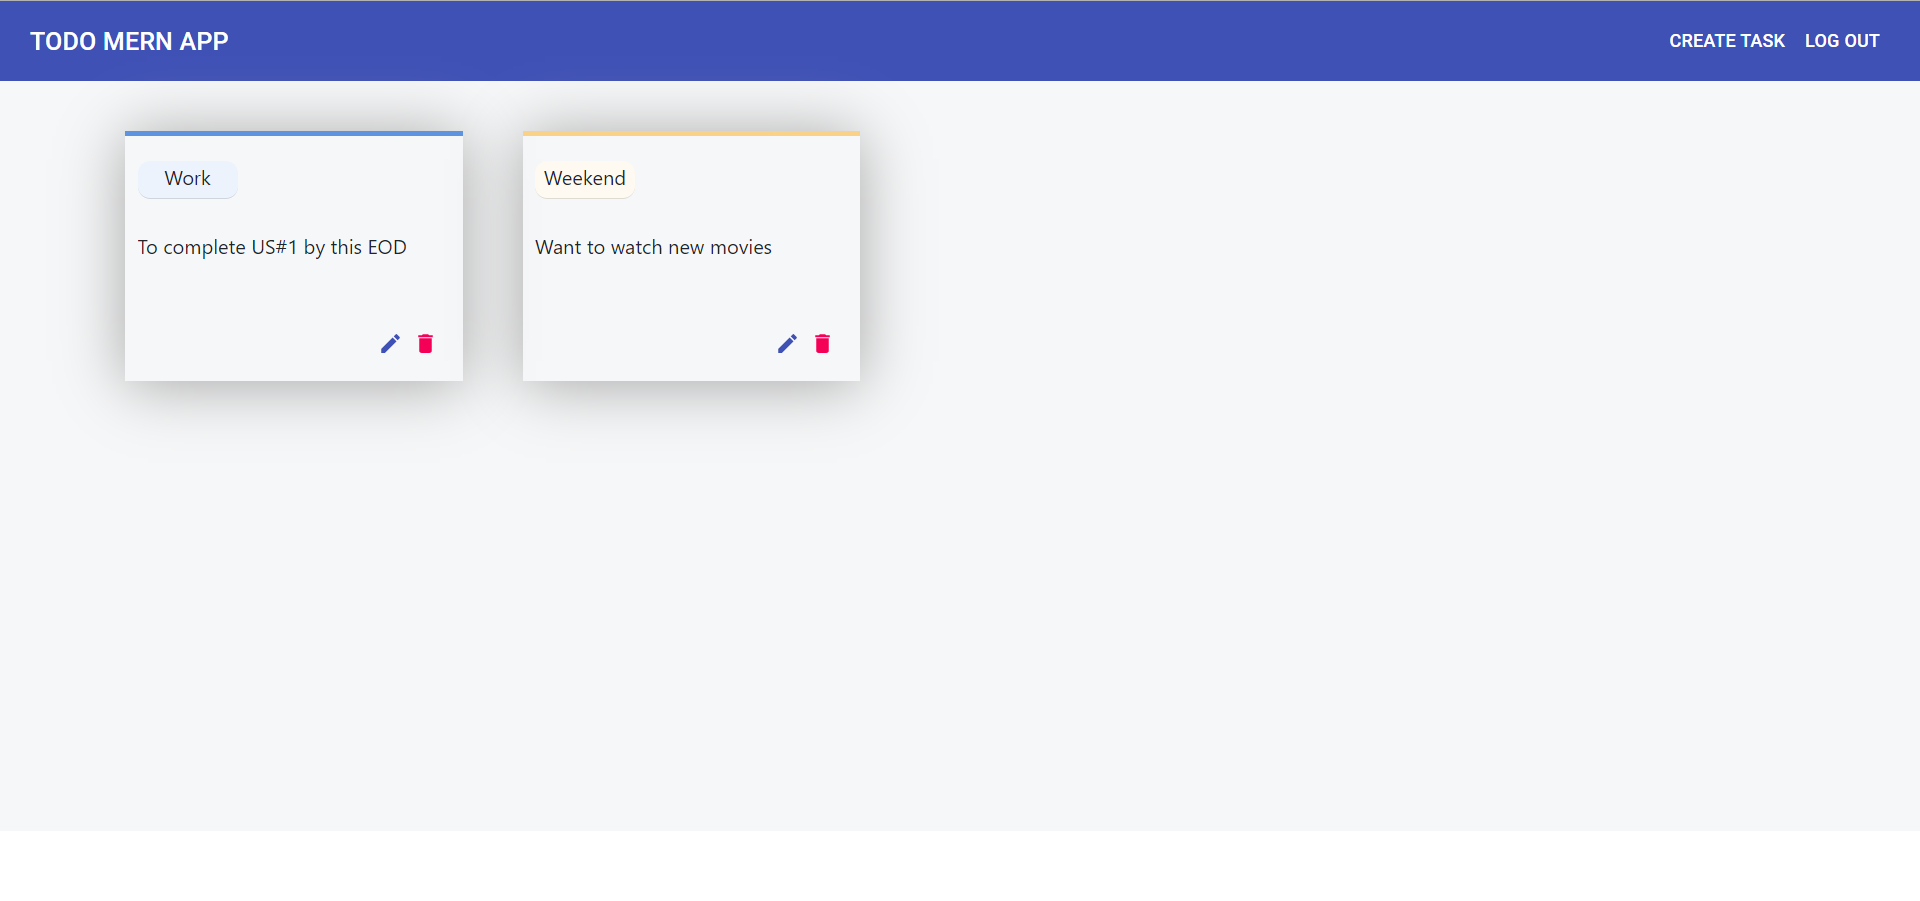 TODO MERN APP
CREATE TASK
LOG OUT
Work
To complete US#1 by this EOD
Weekend
Want to watch new movies